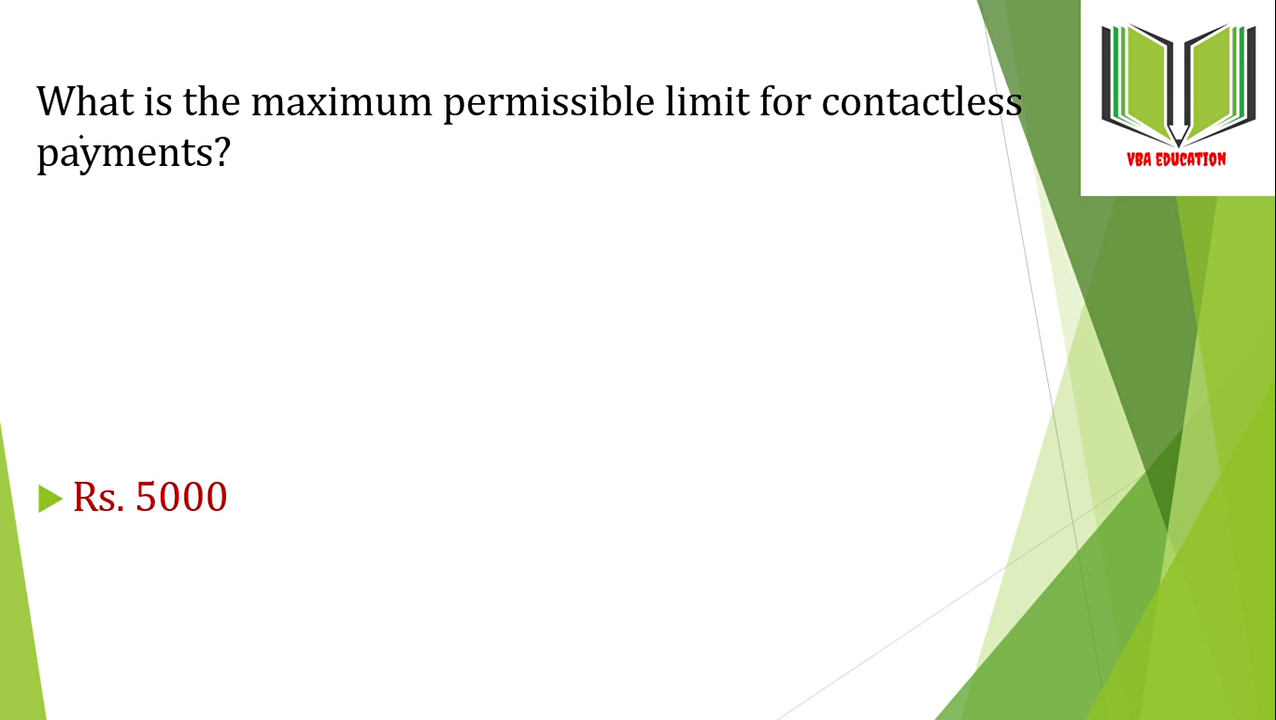 What is the maximum permissible limit for contactless
payments?
VBA EDUCATION
Rs. 5000